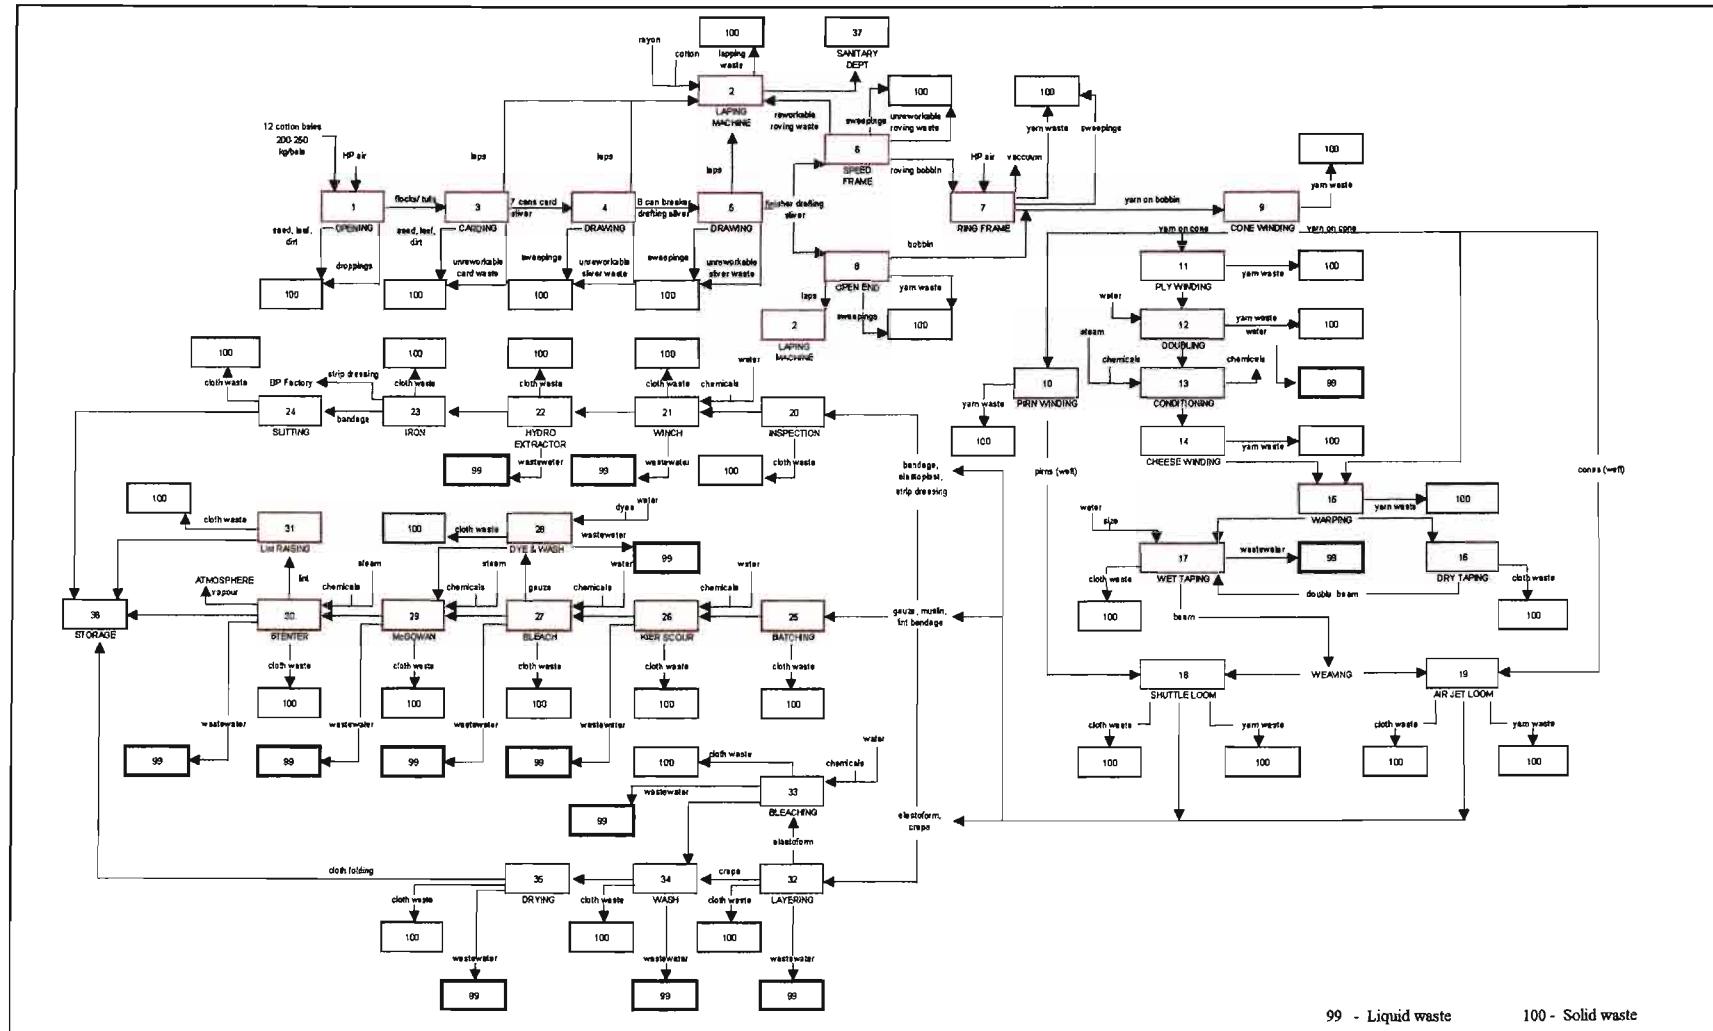 100
37
rayon
cotton
lapping
waste
SANITARY
DEPT
2
LAPING
MACHINE
100
100
reworkable
roving waste
sweepings
unreworkable
roving waste
yarn waste
sweepings
12 cotton bales
200-250
kg/bale
HP air
laps
laps
laps
6
SPEED
FRAME
roving bobbin
HP air
vaccuum
100
yarn waste
1
OPENING
flocks/ tufts
3
CARDING
7 cans card
sliver
4
DRAWING
8 can breaker
drafting sliver
5
DRAWING
finisher drafting
sliver
7
RING FRAME
yarn on bobbin
9
CONE WINDING
seed, leaf,
dirt
droppings
seed, leaf,
dirt
unreworkable
card waste
sweepings
unreworkable
sliver waste
sweepings
unreworkable
sliver waste
bobbin
8
OPEN END
yarn on cone
yarn on cone
11
PLY WINDING
yarn waste
100
100
100
100
100
laps
yarn waste
sweepings
100
2
LAPING
MACHINE
water
12
DOUBLING
yarn waste
water
100
steam
chemicals
13
CONDITIONING
chemicals
99
100
100
100
100
water
cloth waste
BP Factory
strip dressing
cloth waste
cloth waste
cloth waste
chemicals
24
SLITTING
bandage
23
IRON
22
HYDRO
EXTRACTOR
21
WINCH
20
INSPECTION
10
PIRN WINDING
yarn waste
100
14
CHEESE WINDING
yarn waste
100
wastewater
99
wastewater
99
cloth waste
100
bandage,
elastoplast,
strip dressing
pirns (weft)
cones (weft)
15
WARPING
yarn waste
100
100
cloth waste
31
Lint RAISING
100
cloth waste
28
DYE & WASH
dyes
water
wastewater
99
water
size
17
WET TAPING
wastewater
99
16
DRY TAPING
cloth waste
100
cloth waste
100
double beam
beam
ATMOSPHERE
vapour
lint
chemicals
steam
chemicals
steam
gauze
chemicals
water
chemicals
water
36
STORAGE
30
STENTER
29
McGOWAN
27
BLEACH
26
KIER SCOUR
25
BATCHING
gauze, muslin,
lint bandage
cloth waste
cloth waste
cloth waste
cloth waste
cloth waste
100
100
100
100
100
18
SHUTTLE LOOM
WEAVING
19
AIR JET LOOM
wastewater
wastewater
wastewater
wastewater
99
99
99
99
cloth waste
yarn waste
cloth waste
yarn waste
100
100
100
100
100
cloth waste
water
chemicals
33
BLEACHING
wastewater
99
elastoform,
crepe
elastoform
cloth folding
35
DRYING
34
WASH
crepe
32
LAYERING
cloth waste
cloth waste
cloth waste
100
100
100
wastewater
wastewater
wastewater
99
99
99
99 - Liquid waste
100 - Solid waste